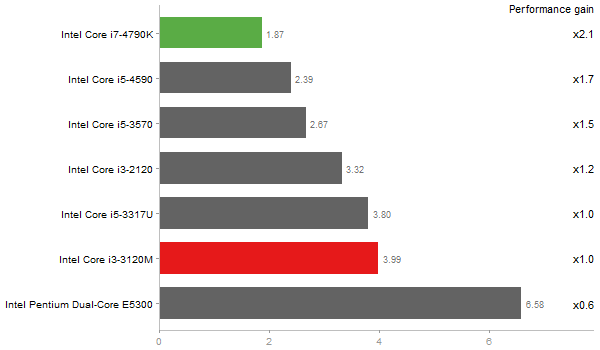 Performance gain
Intel Core i7-4790K 1.87 x2.1
Intel Core i5-4590 2.39 x1.7
Intel Core i5-3570 2.67 x1.5
Intel Core i3-2120 3.32 x1.2
Intel Core i5-3317U 3.80 x1.0
Intel Core i3-3120M 3.99 x1.0
Intel Pentium Dual-Core E5300 6.58 x0.6
0 2 4 6